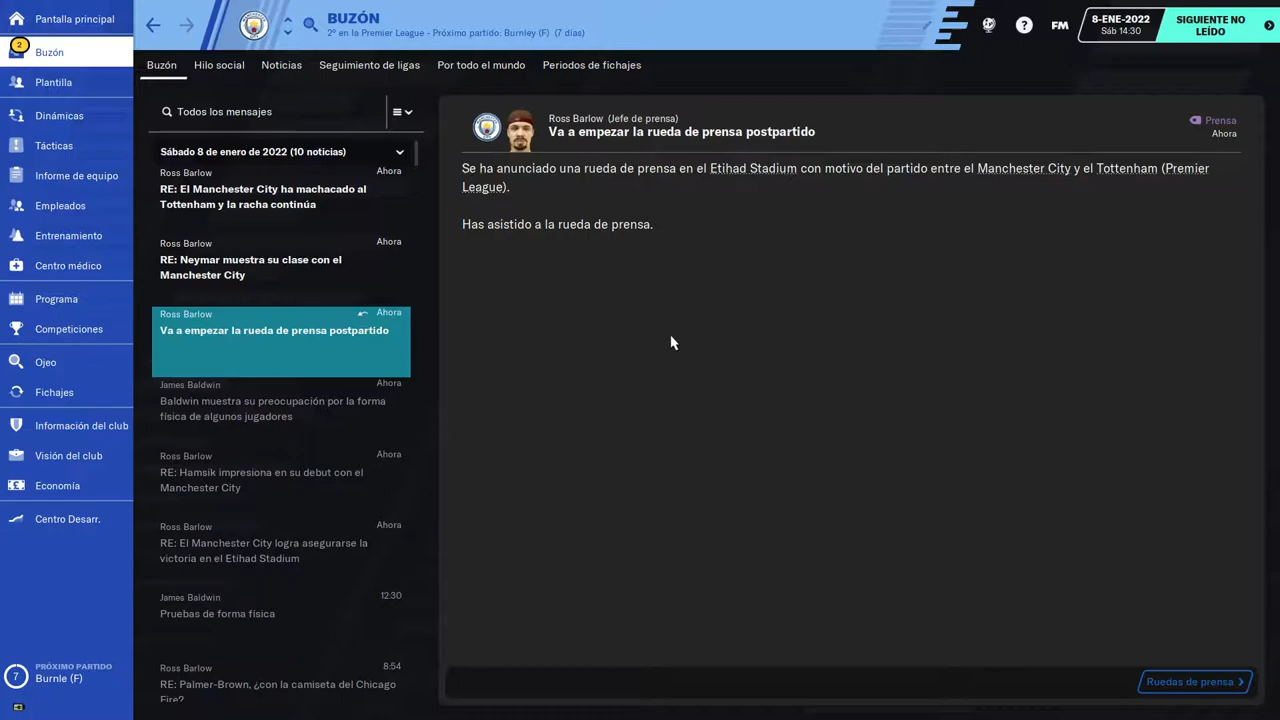 Pantalla principal
2
Buzón
Plantilla
Dinámicas
Tácticas
Informe de equipo
Empleados
Entrenamiento
Centro médico
Programa
Competiciones
Ojeo
Fichajes
Información del club
Visión del club
Economía
Centro Desarr.
7
PRÓXIMO PARTIDO
Burnle (F)
BUZÓN
2º en la Premier League - Próximo partido: Burnley (F) (7 días)
?
FM
8-ENE-2022
Sáb 14:30
SIGUIENTE NO
LEÍDO
Buzón Hilo social Noticias Seguimiento de ligas Por todo el mundo Periodos de fichajes
Todos los mensajes
Sábado 8 de enero de 2022 (10 noticias)
Ross Barlow Ahora
RE: El Manchester City ha machacado al
Tottenham y la racha continúa
Ross Barlow Ahora
RE: Neymar muestra su clase con el
Manchester City
Ross Barlow Ahora
Va a empezar la rueda de prensa postpartido
James Baldwin Ahora
Baldwin muestra su preocupación por la forma
física de algunos jugadores
Ross Barlow Ahora
RE: Hamsik impresiona en su debut con el
Manchester City
Ross Barlow Ahora
RE: El Manchester City logra asegurarse la
victoria en el Etihad Stadium
James Baldwin 12:30
Pruebas de forma física
Ross Barlow 8:54
RE: Palmer-Brown, ¿con la camiseta del Chicago
Fire?
Ross Barlow (Jefe de prensa)
Va a empezar la rueda de prensa postpartido
Prensa
Ahora
Se ha anunciado una rueda de prensa en el Etihad Stadium con motivo del partido entre el Manchester City y el Tottenham (Premier
League).
Has asistido a la rueda de prensa.
Ruedas de prensa